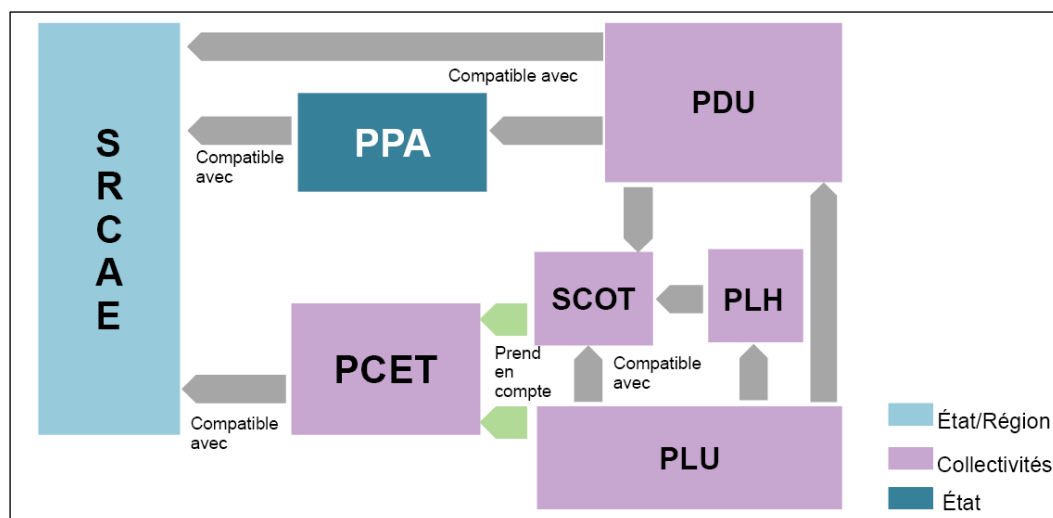 S
R
C
A
E
Compatible avec
PDU
PPA
Compatible
avec
SCOT
PLH
PCET
Prend
en
compte
Compatible
avec
Compatible
avec
PLU
État/Région
Collectivités
État